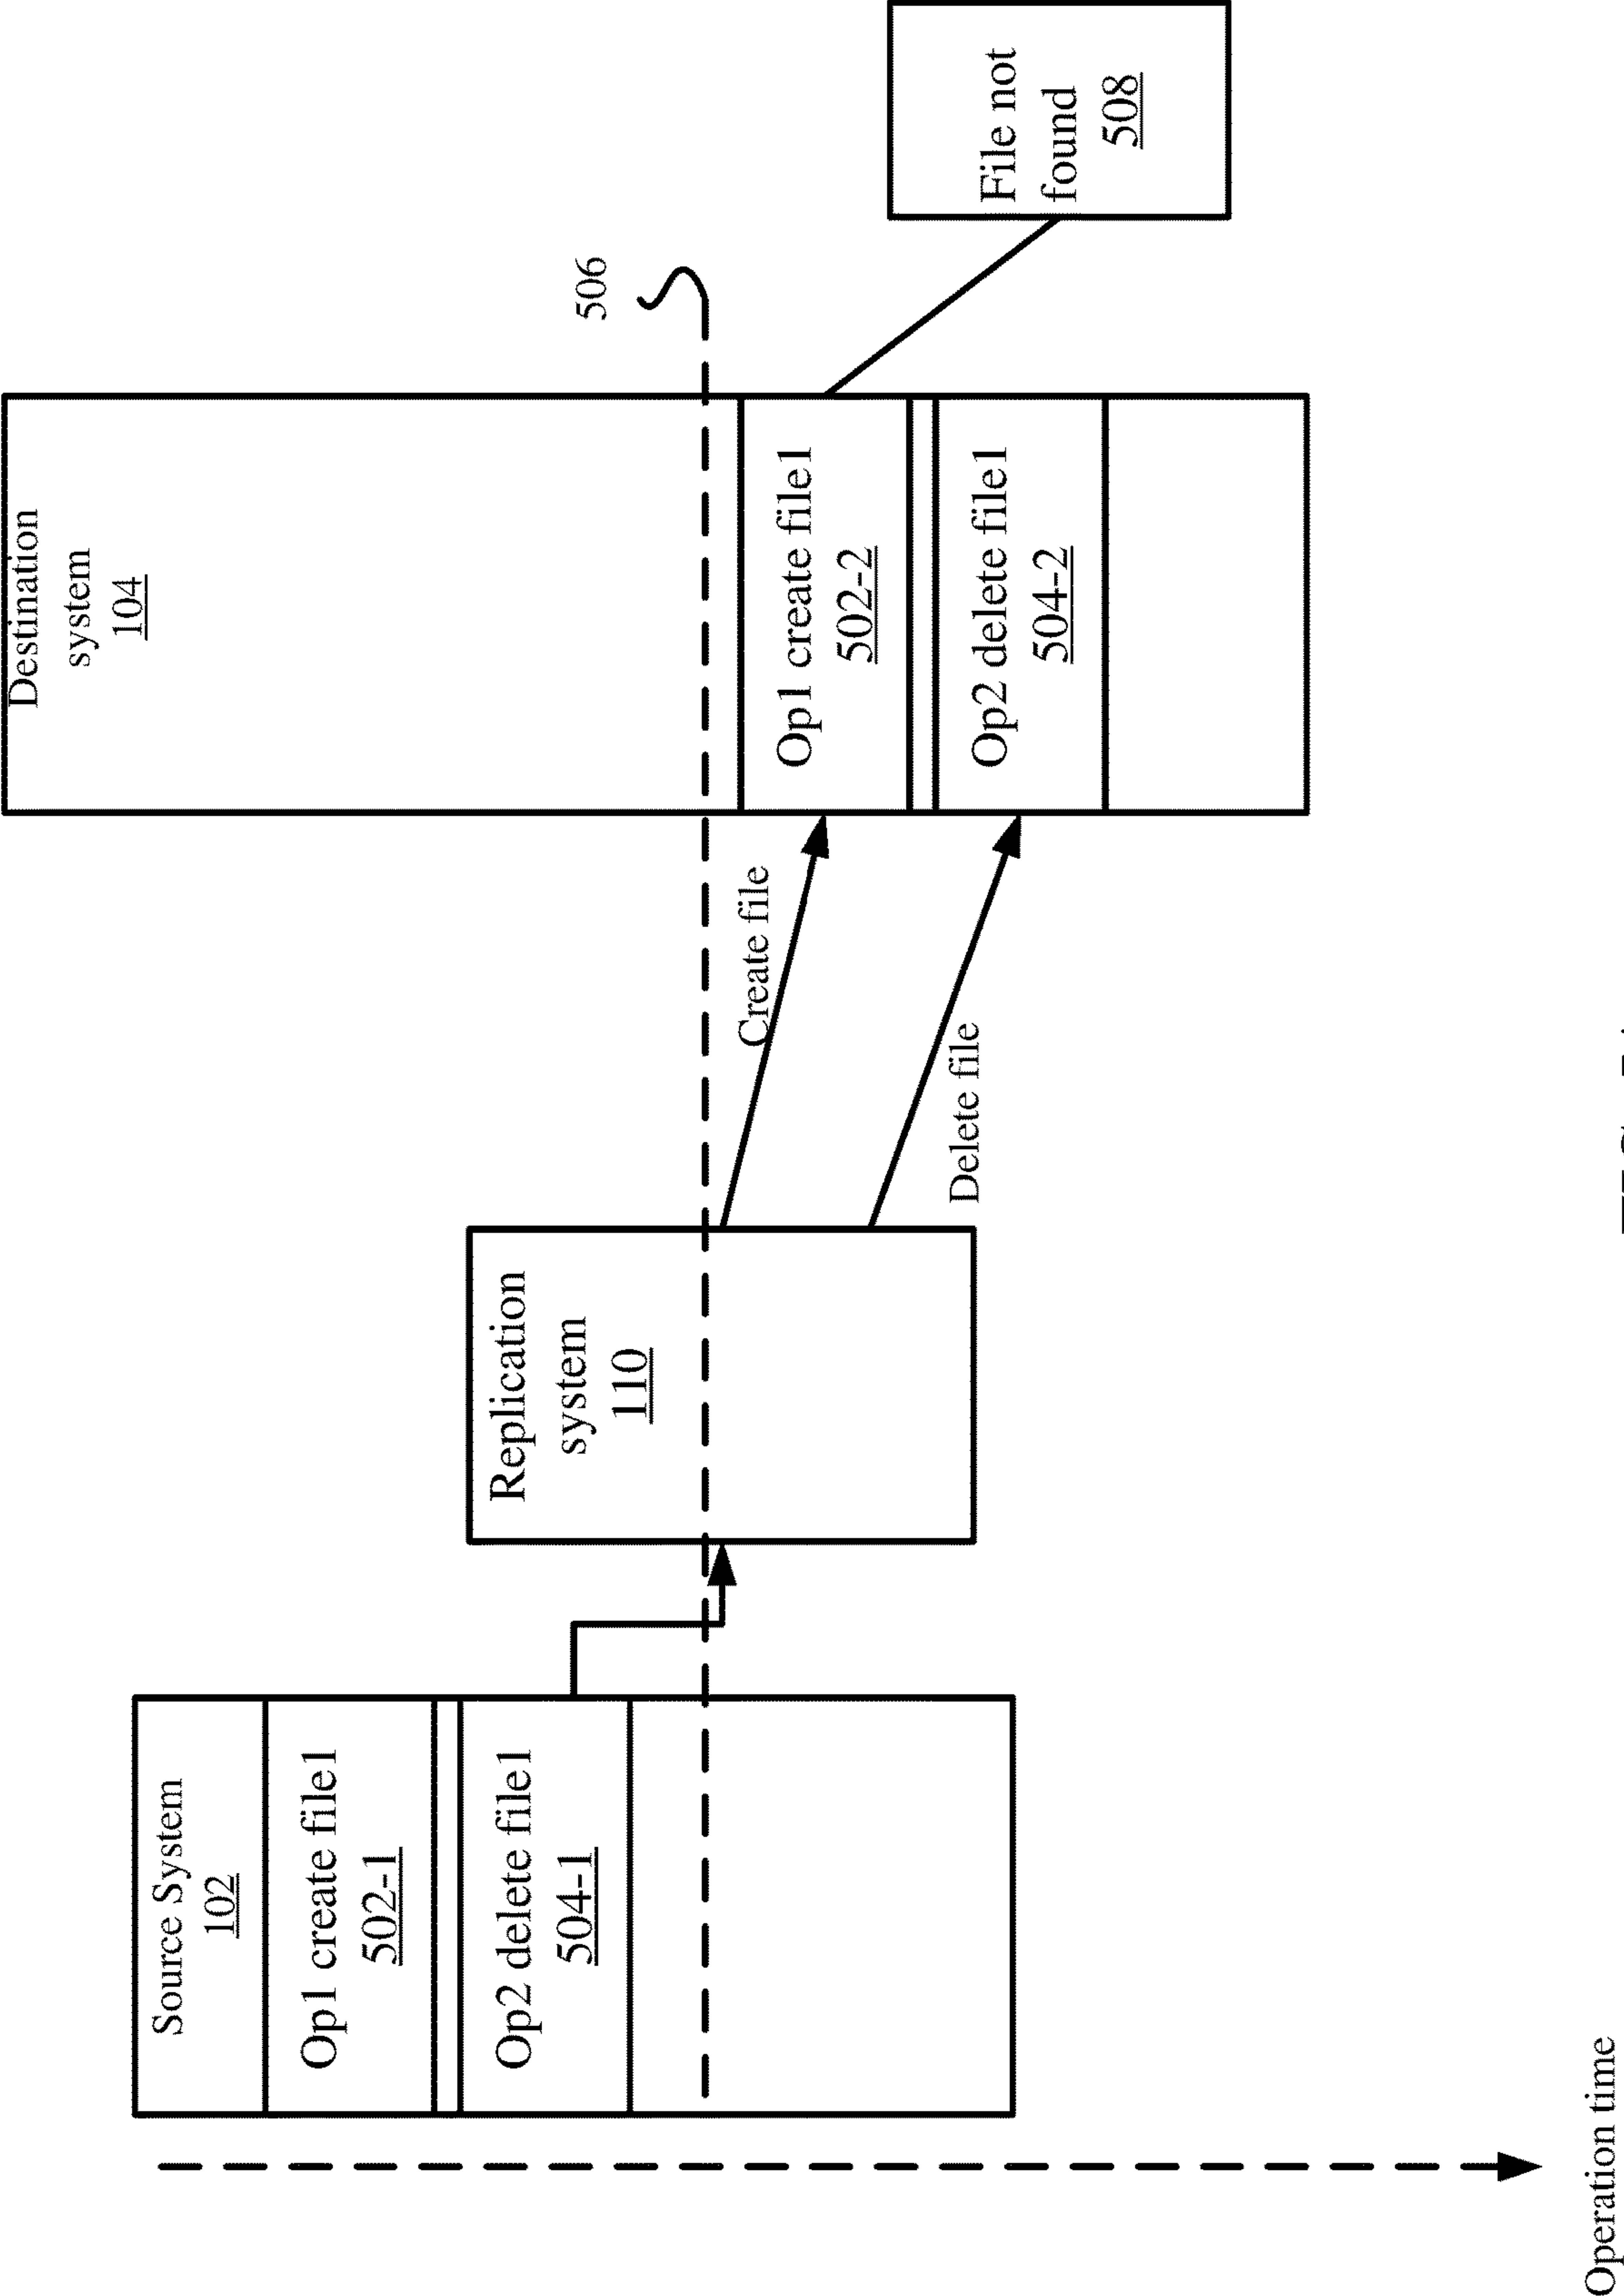 Source System
102
Op1 create file1
502-1
Op2 delete file1
504-1
Replication
system
110
Create file
Delete file
Destination
system
104
506
Op1 create file1
502-2
Op2 delete file1
504-2
File not
found
508
Operation time